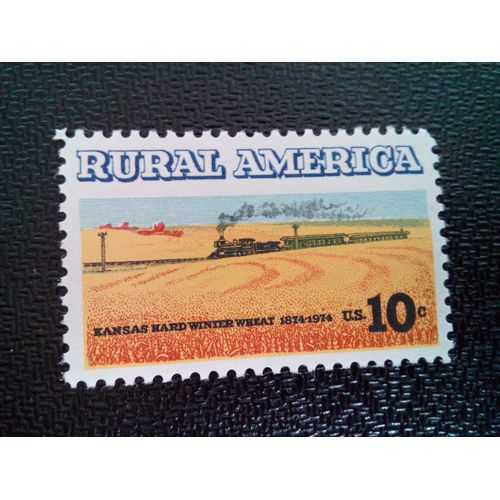 RURAL AMERICA
KANSAS HARD WINTER WHEAT 1874-1974 U.S. 10c